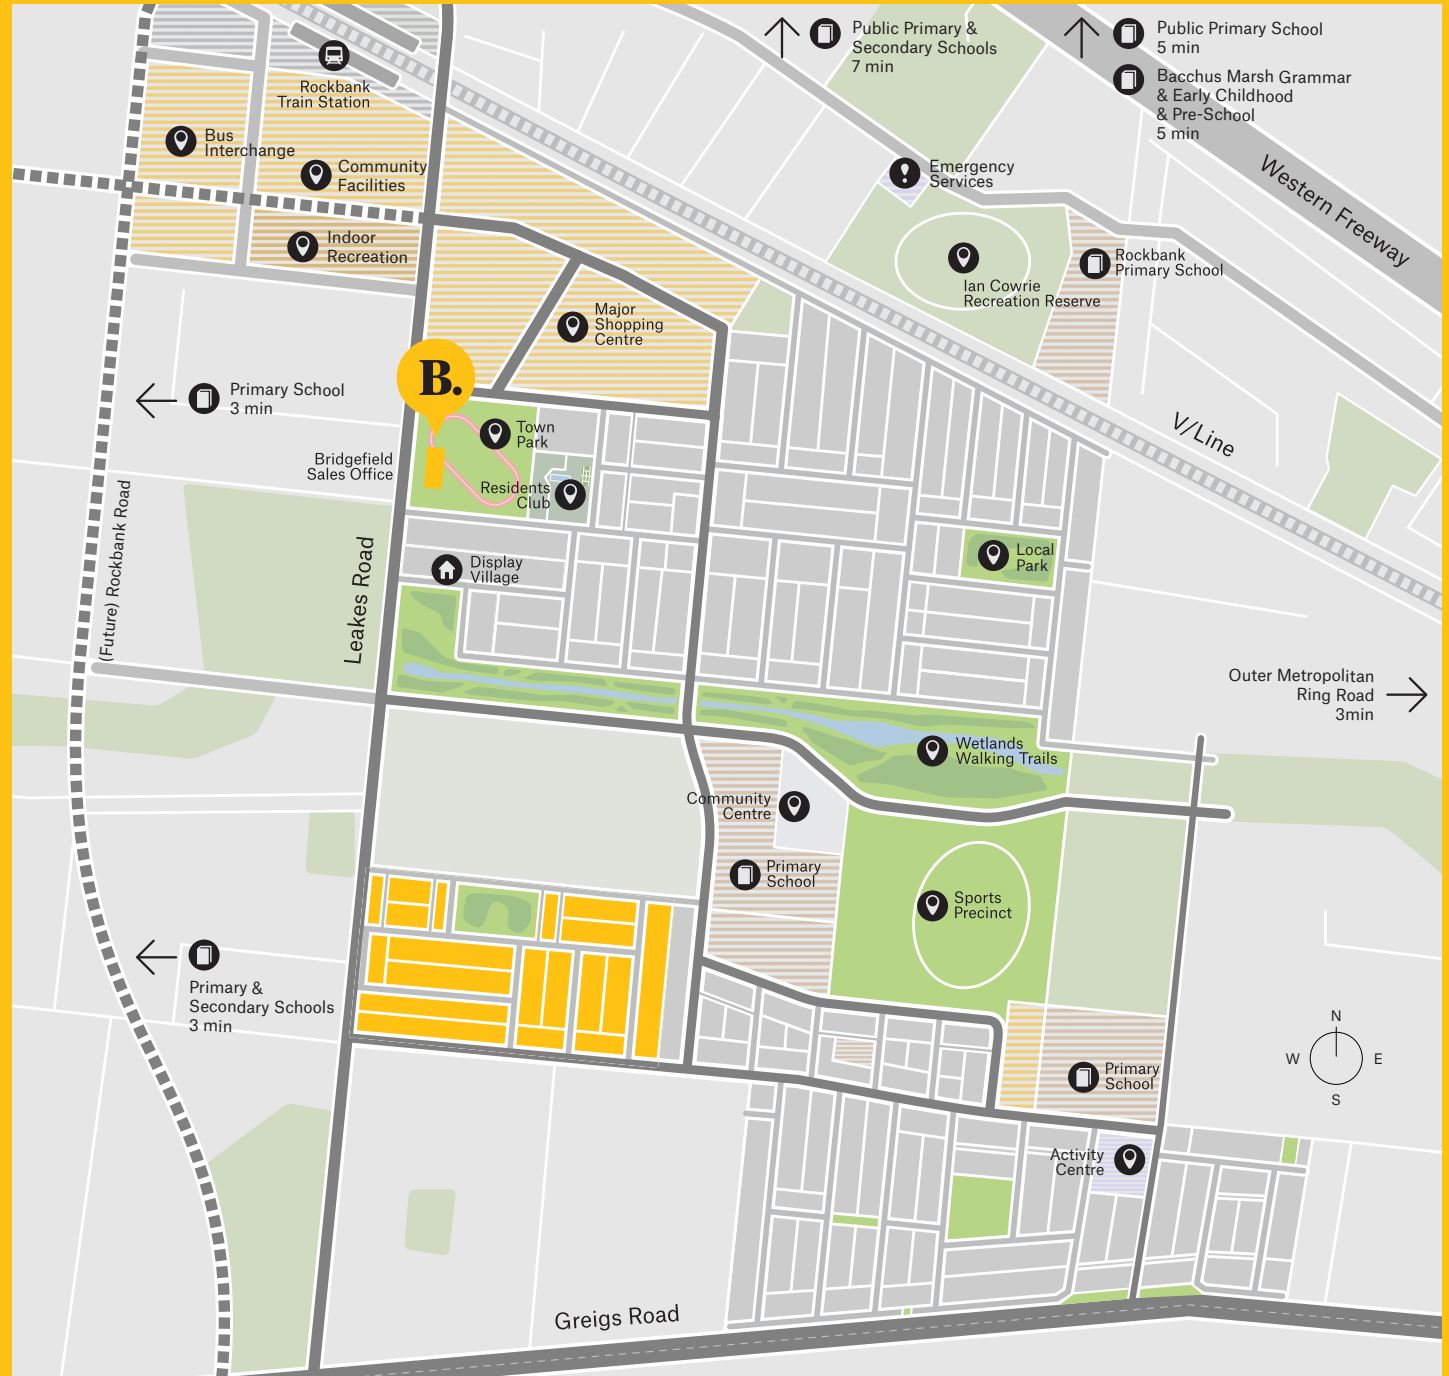 Public Primary &
Secondary Schools
7 min
Public Primary School
5 min
Bacchus Marsh Grammar
& Early Childhood
& Pre-School
5 min
Rockbank
Train Station
Bus
Interchange
Community
Facilities
Emergency
Services
Western Freeway
Indoor
Recreation
Rockbank
Primary School
Ian Cowrie
Recreation Reserve
Major
Shopping
Centre
B.
Primary School
3 min
Town
Park
V/Line
Bridgefield
Sales Office
Residents
Club
(Future) Rockbank Road
Leakes Road
Display
Village
Local
Park
Outer Metropolitan
Ring Road
3min
Wetlands
Walking Trails
Community
Centre
Primary
School
Sports
Precinct
Primary &
Secondary Schools
3 min
N
W
E
S
Primary
School
Activity
Centre
Greigs Road